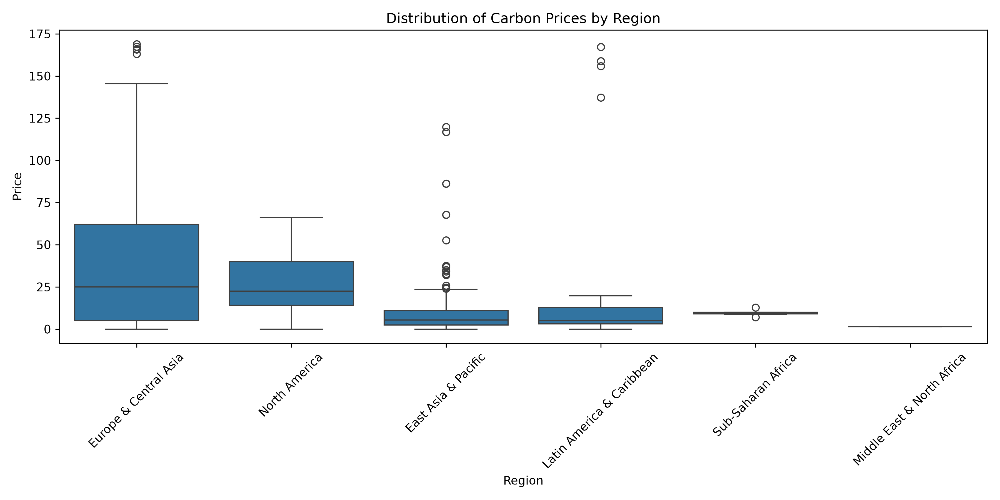 Distribution of Carbon Prices by Region
175
150
125
100
75
50
25
0
Price
Europe & Central Asia
North America
East Asia & Pacific
Latin America & Caribbean
Sub-Saharan Africa
Middle East & North Africa
Region